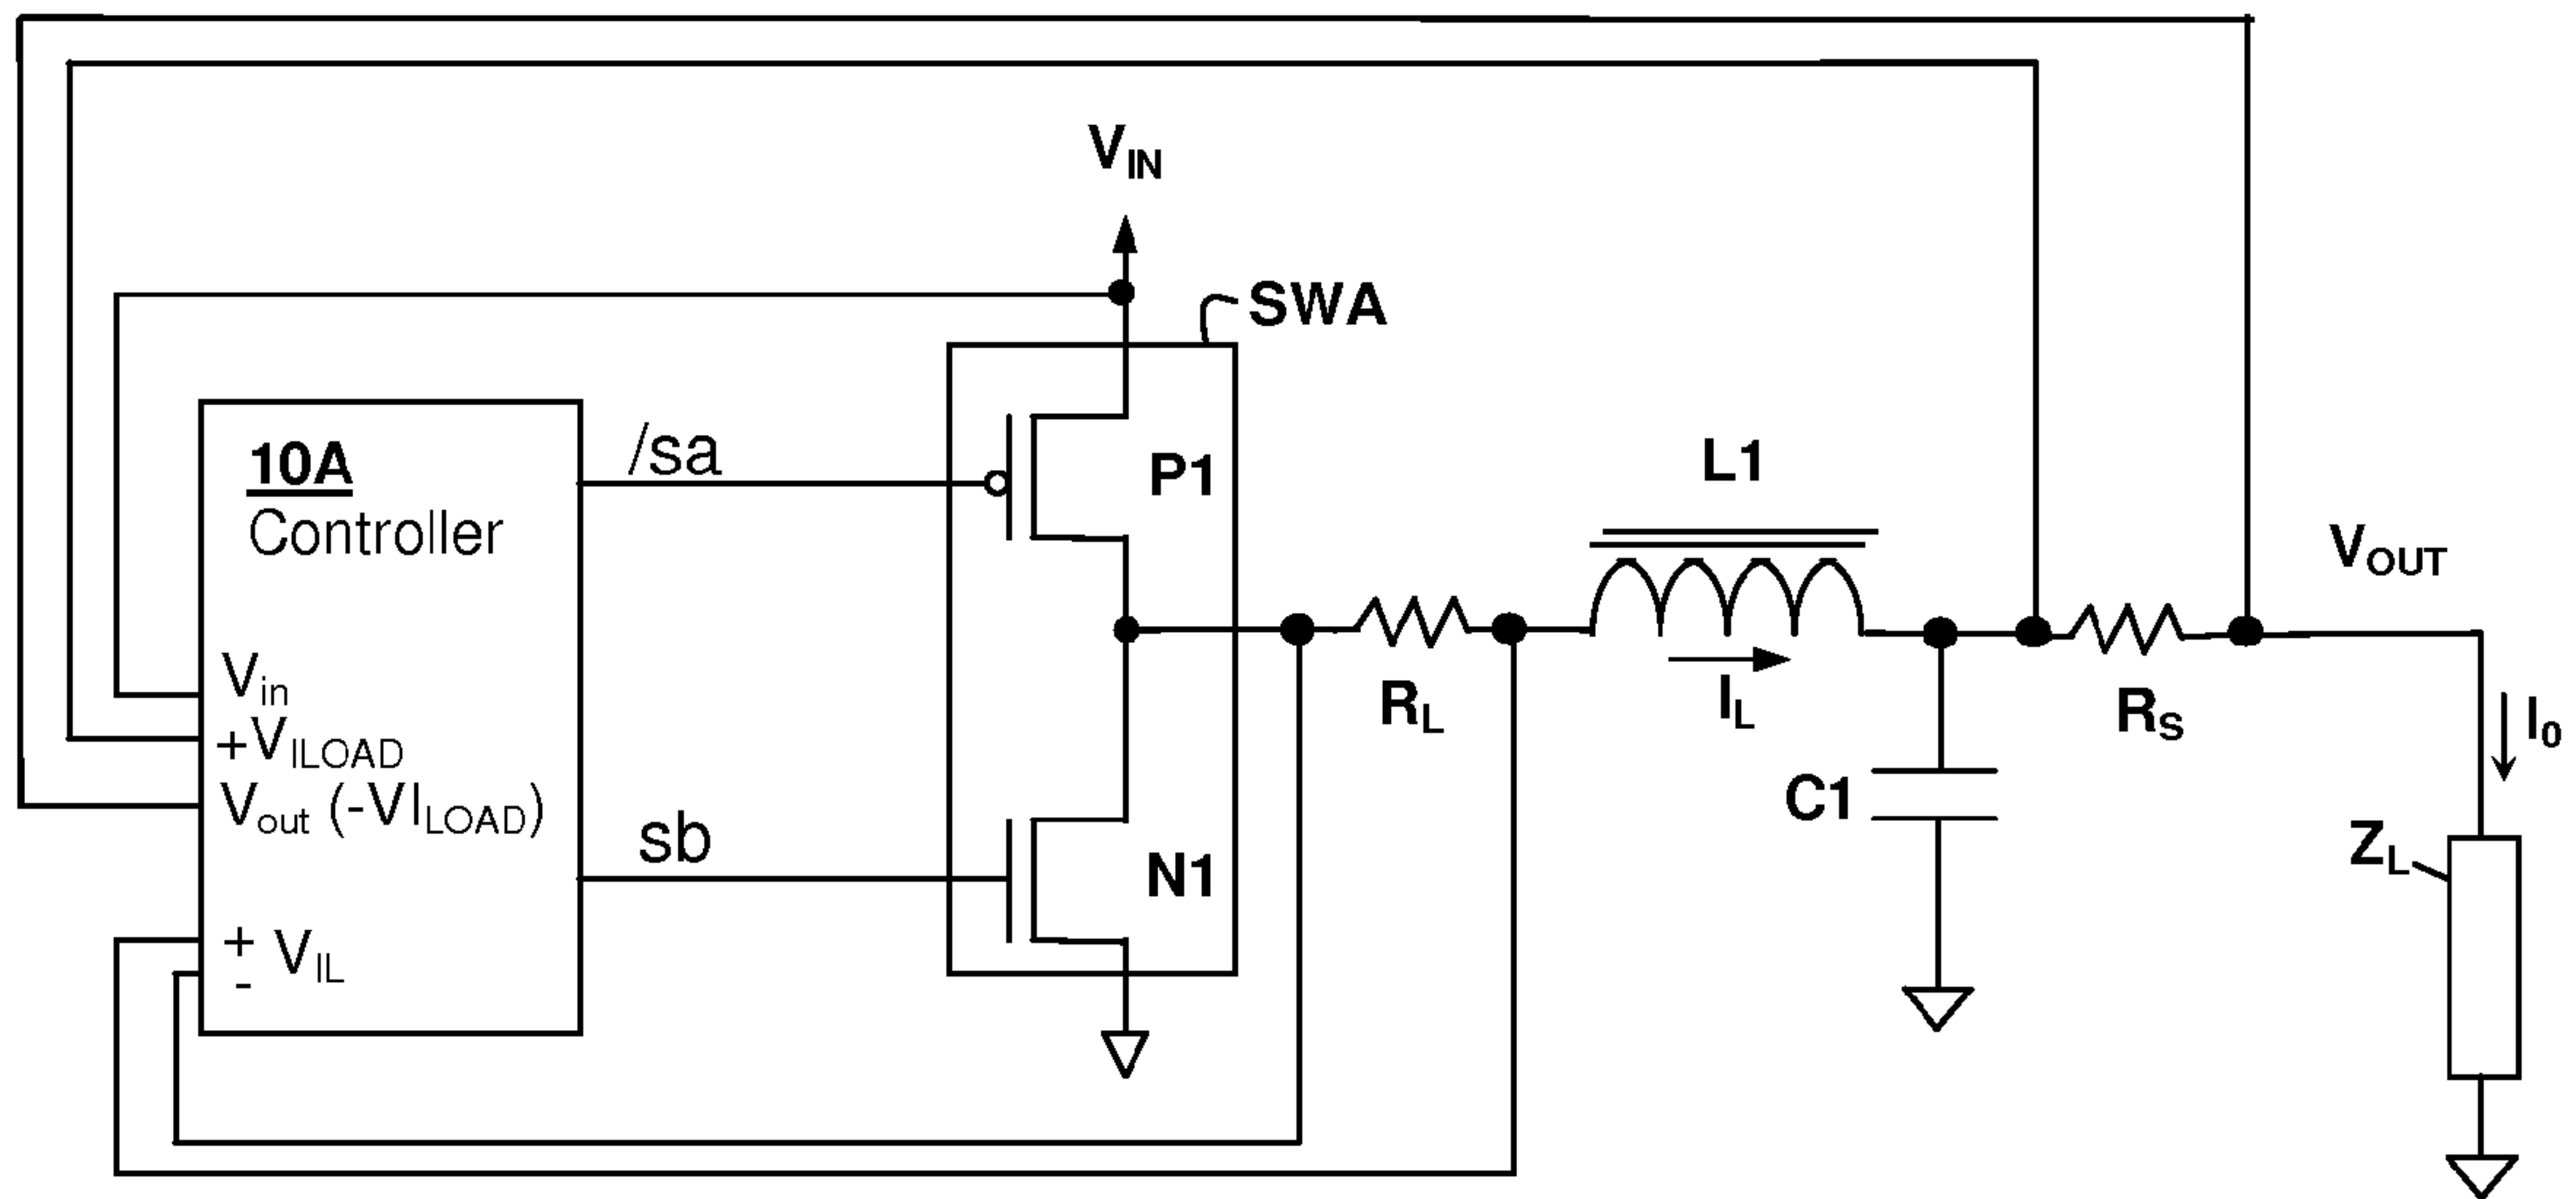 VIN
SWA
10A
Controller
/sa
P1
L1
VOUT
Vin
+VILOAD
Vout (-VILOAD)
RL
IL
RS
I0
sb
C1
N1
ZL
+
VIL
-